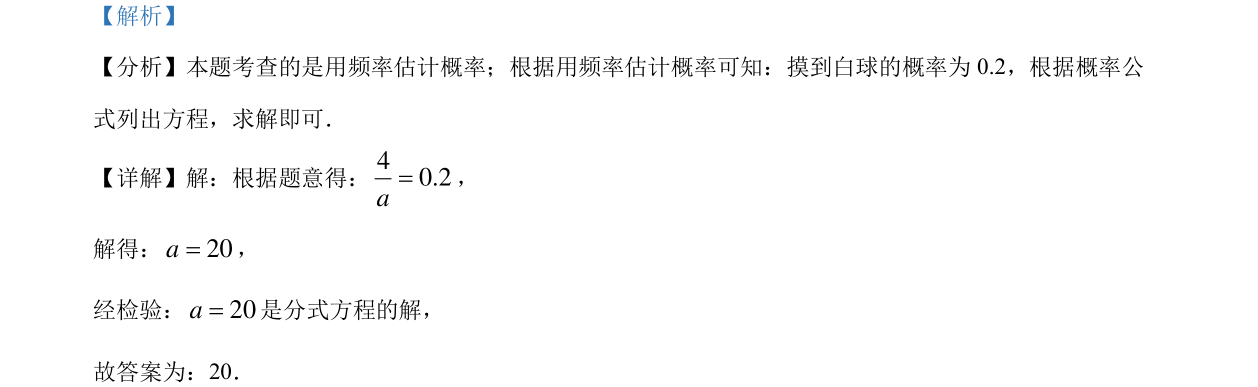 【解析】
【分析】本题考查的是用频率估计概率；根据用频率估计概率可知：摸到白球的概率为 0.2，根据概率公
式列出方程，求解即可．
【详解】解：根据题意得：4/a = 0.2，
解得：a = 20，
经检验：a = 20是分式方程的解，
故答案为：20．